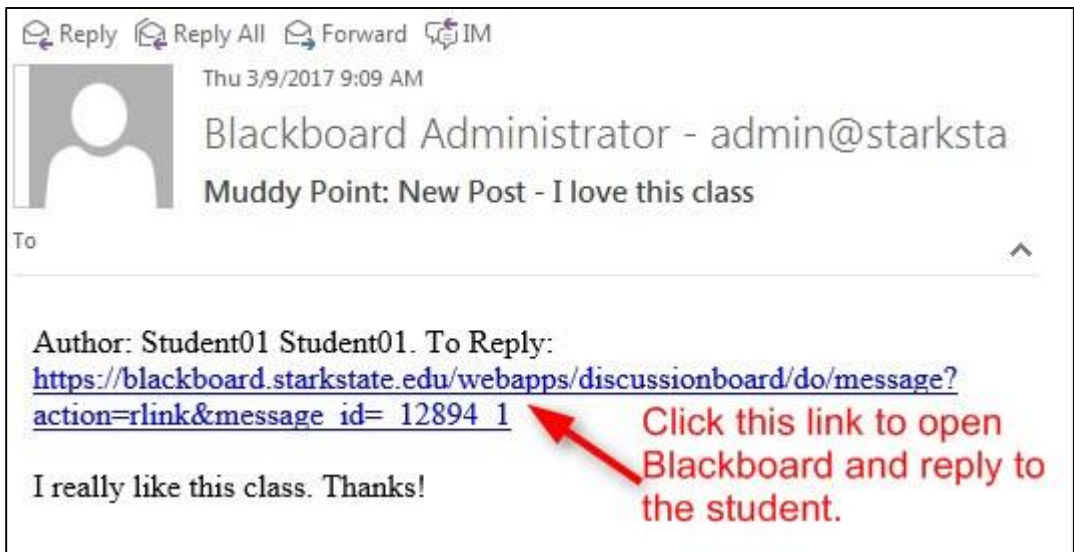 Reply Reply All Forward IM
Thu 3/9/2017 9:09 AM
Blackboard Administrator - admin@starksta
Muddy Point: New Post - I love this class
To
Author: Student01 Student01. To Reply:
https://blackboard.starkstate.edu/webapps/discussionboard/do/message?
action=rlink&message_id=_12894_1
Click this link to open
Blackboard and reply to
the student.
I really like this class. Thanks!